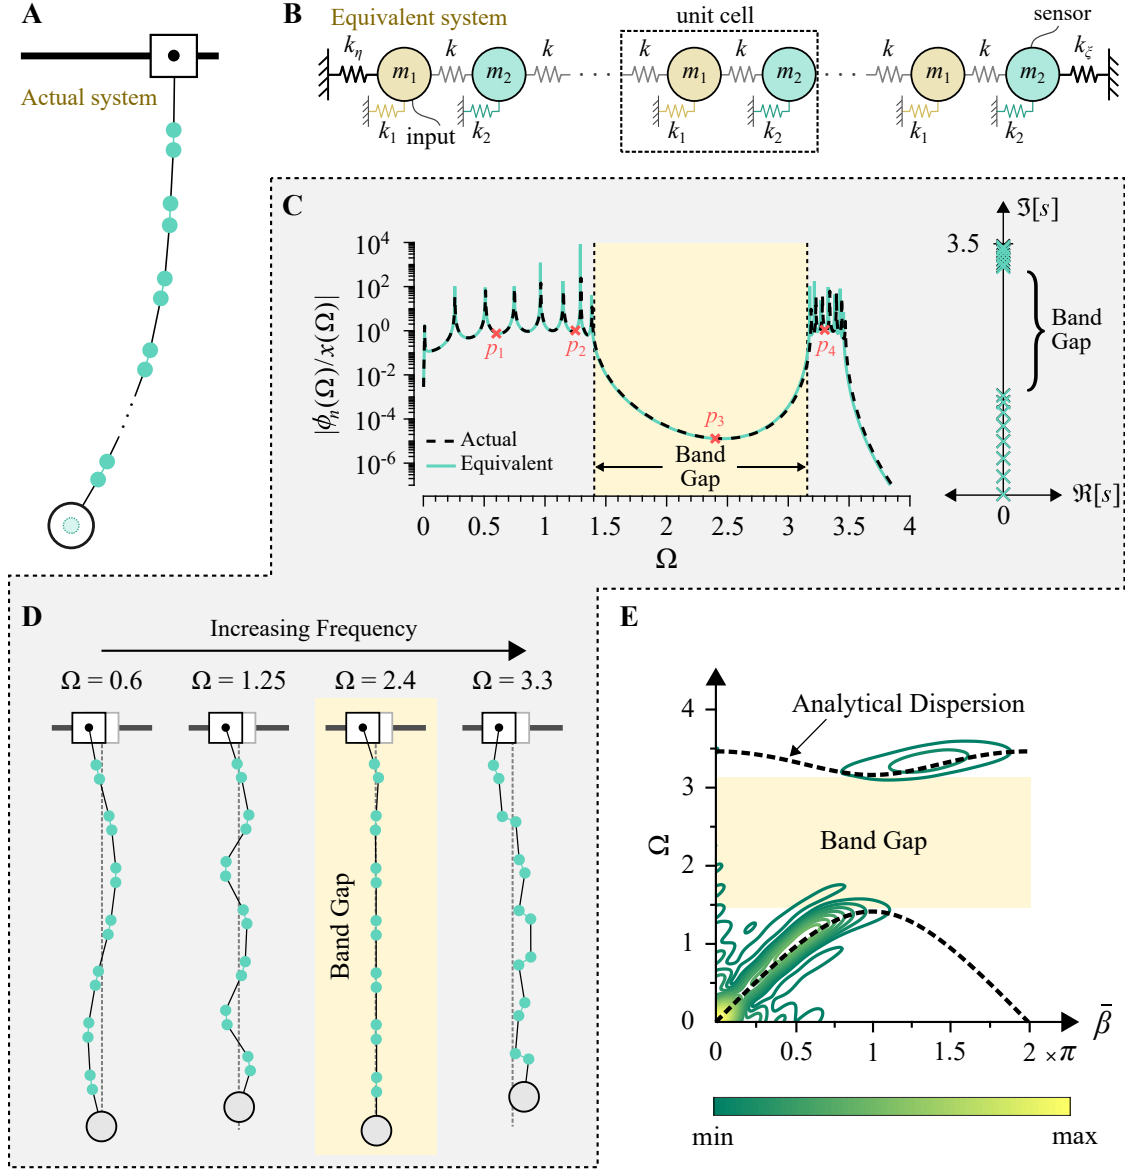 A
Actual system
B
Equivalent system
unit cell
sensor
kη
k
k
k
k
k
k
kξ
m1
m2
m1
m2
m1
m2
k1
input
k2
k1
k2
k1
k2
C
|ϕn(Ω)/x(Ω)|
10^4
10^2
10^0
10^-2
10^-4
10^-6
p1
p2
p3
p4
Actual
Equivalent
Band
Gap
0
0.5
1
1.5
2
2.5
3
3.5
4
Ω
ℑ[s]
3.5
Band
Gap
ℜ[s]
0
D
Increasing Frequency
Ω = 0.6
Ω = 1.25
Ω = 2.4
Ω = 3.3
Band Gap
E
Analytical Dispersion
Band Gap
Ω
4
3
2
1
0
0
0.5
1
1.5
2 ×π
β̄
min
max